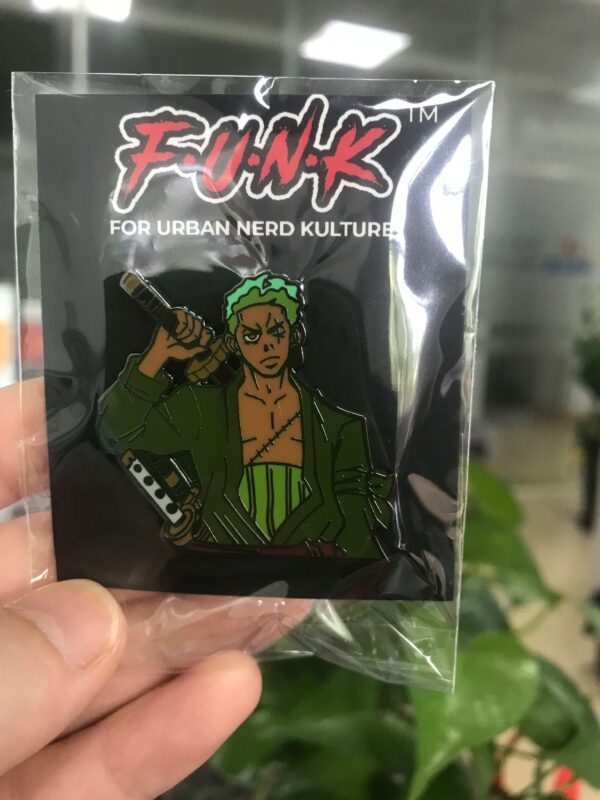 F·U·N·K™
FOR URBAN NERD KULTURE